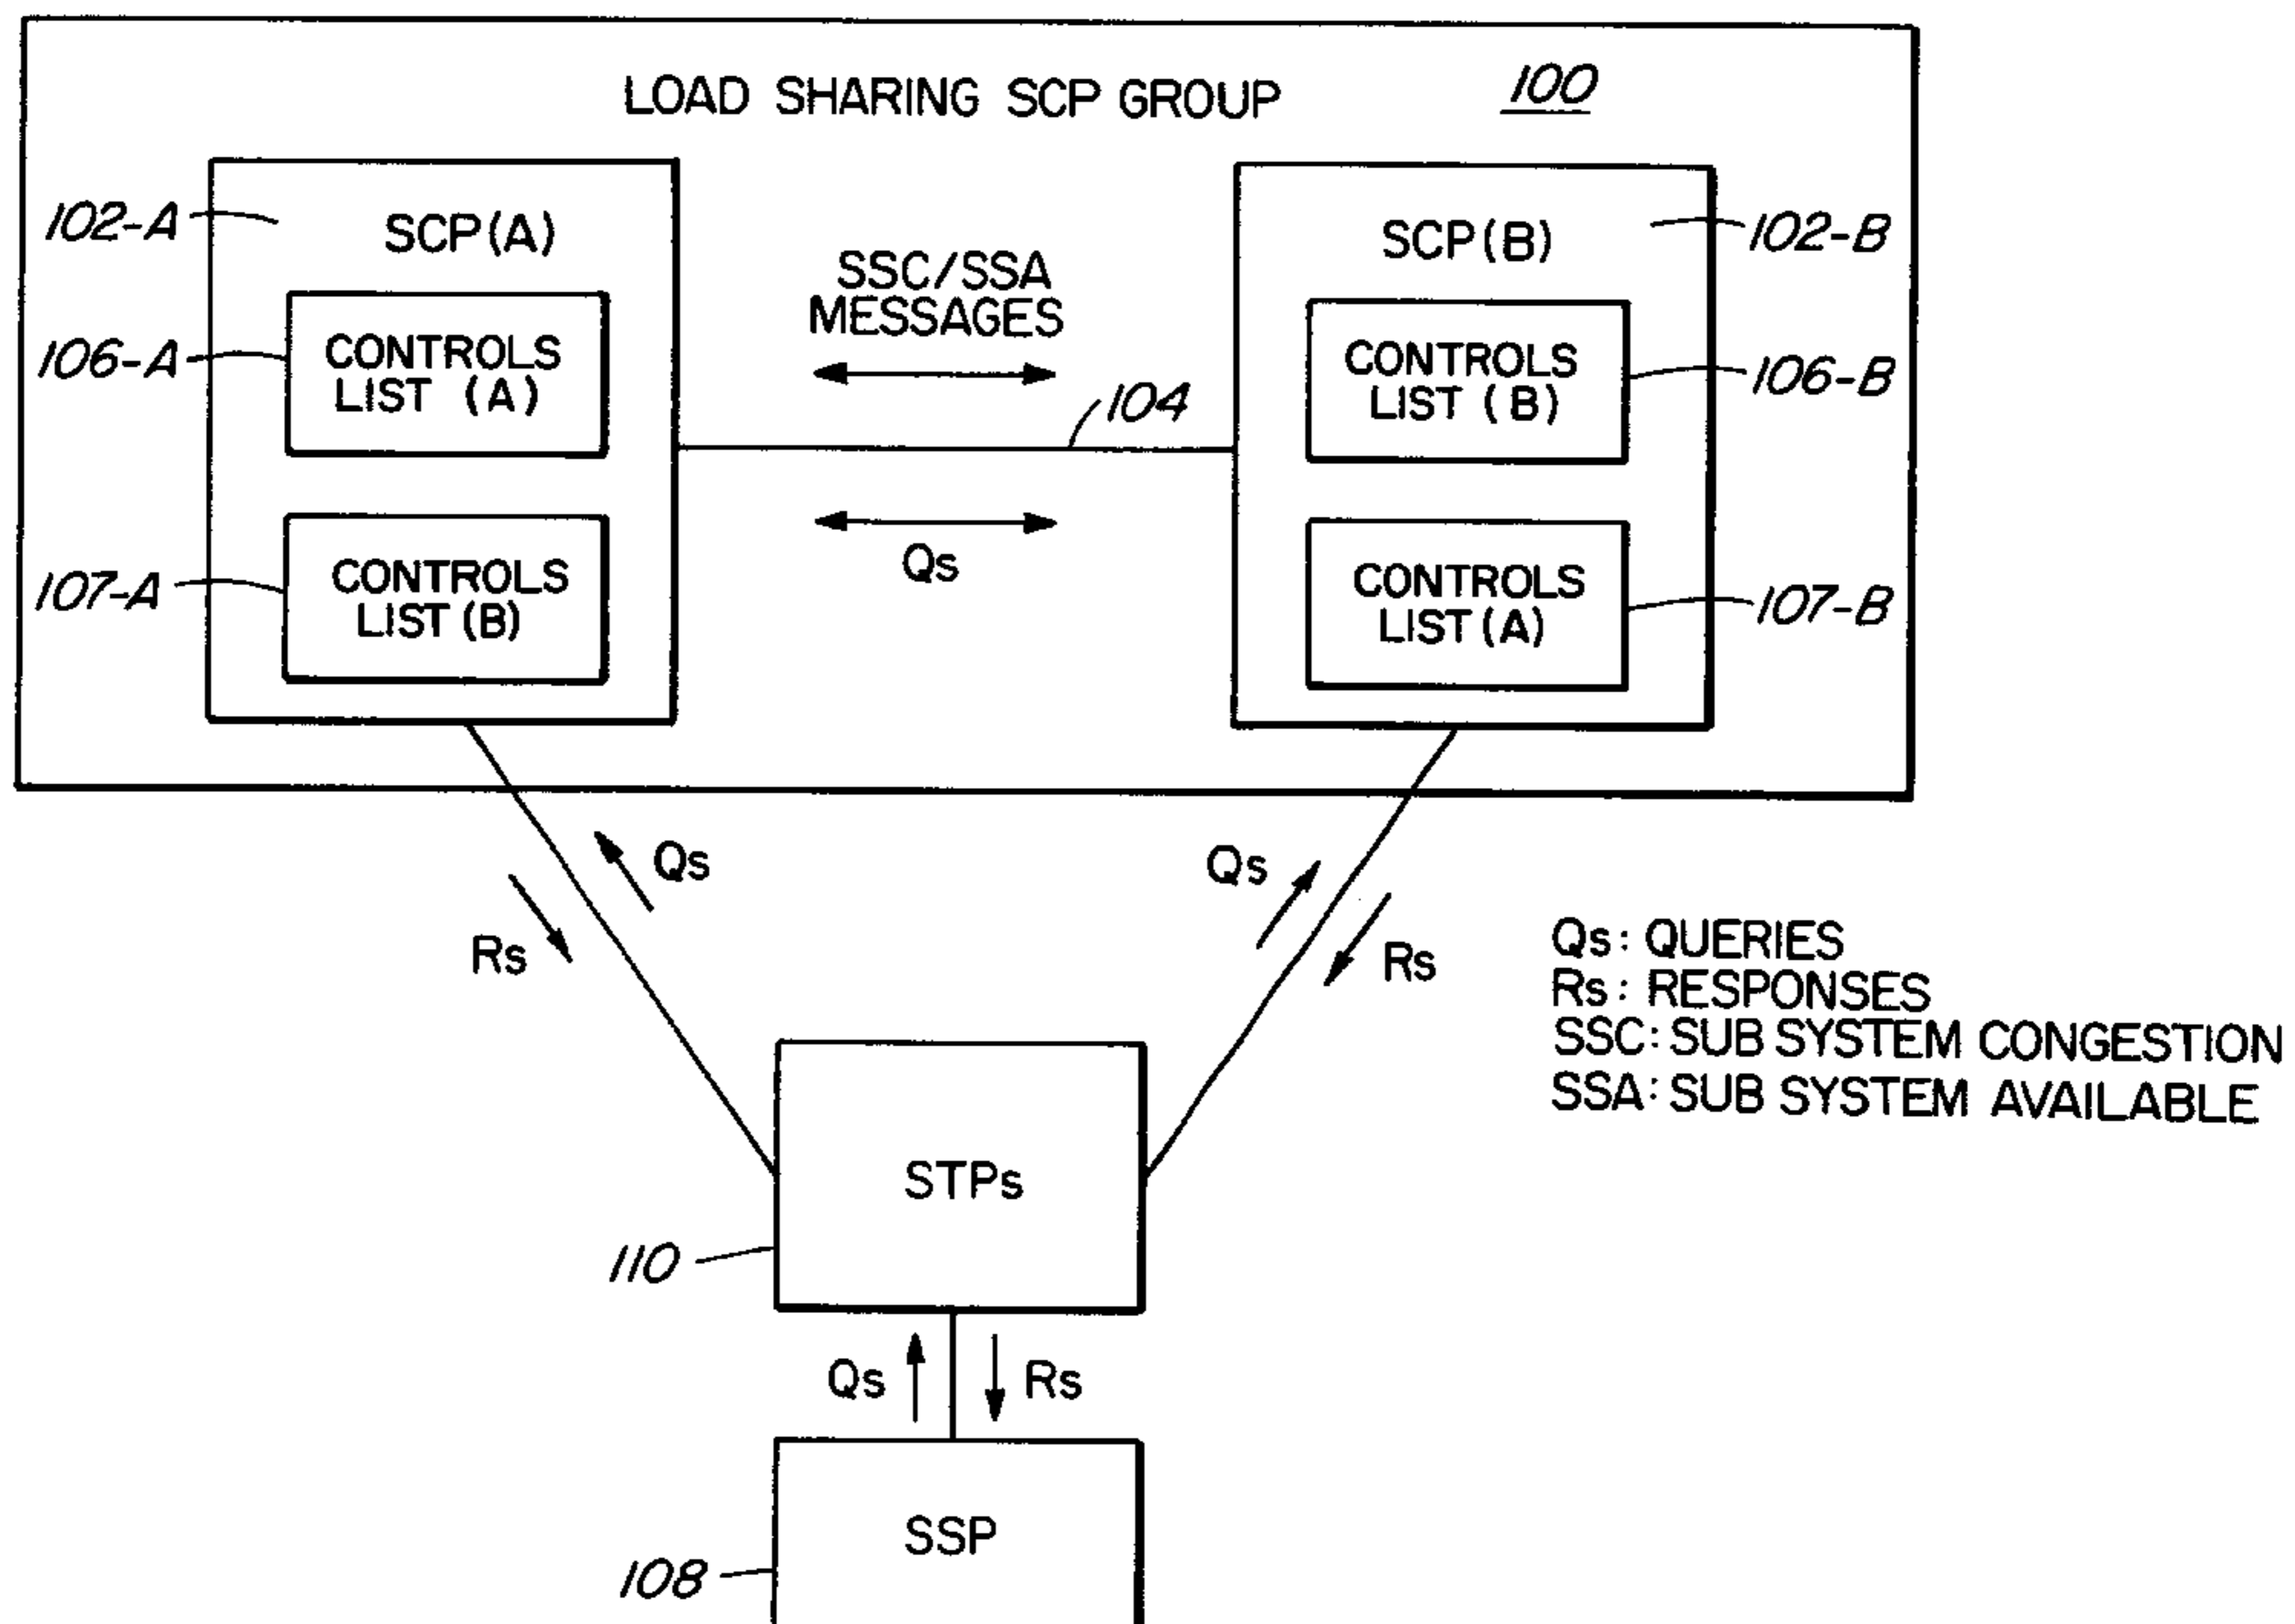 LOAD SHARING SCP GROUP
100
102-A
SCP(A)
SCP(B)
102-B
SSC/SSA
MESSAGES
106-A
CONTROLS
LIST (A)
CONTROLS
LIST (B)
106-B
104
107-A
CONTROLS
LIST (B)
Qs
CONTROLS
LIST (A)
107-B
Qs
Rs
Qs
Rs
Qs: QUERIES
Rs: RESPONSES
SSC: SUB SYSTEM CONGESTION
SSA: SUB SYSTEM AVAILABLE
STPs
110
Qs
Rs
SSP
108